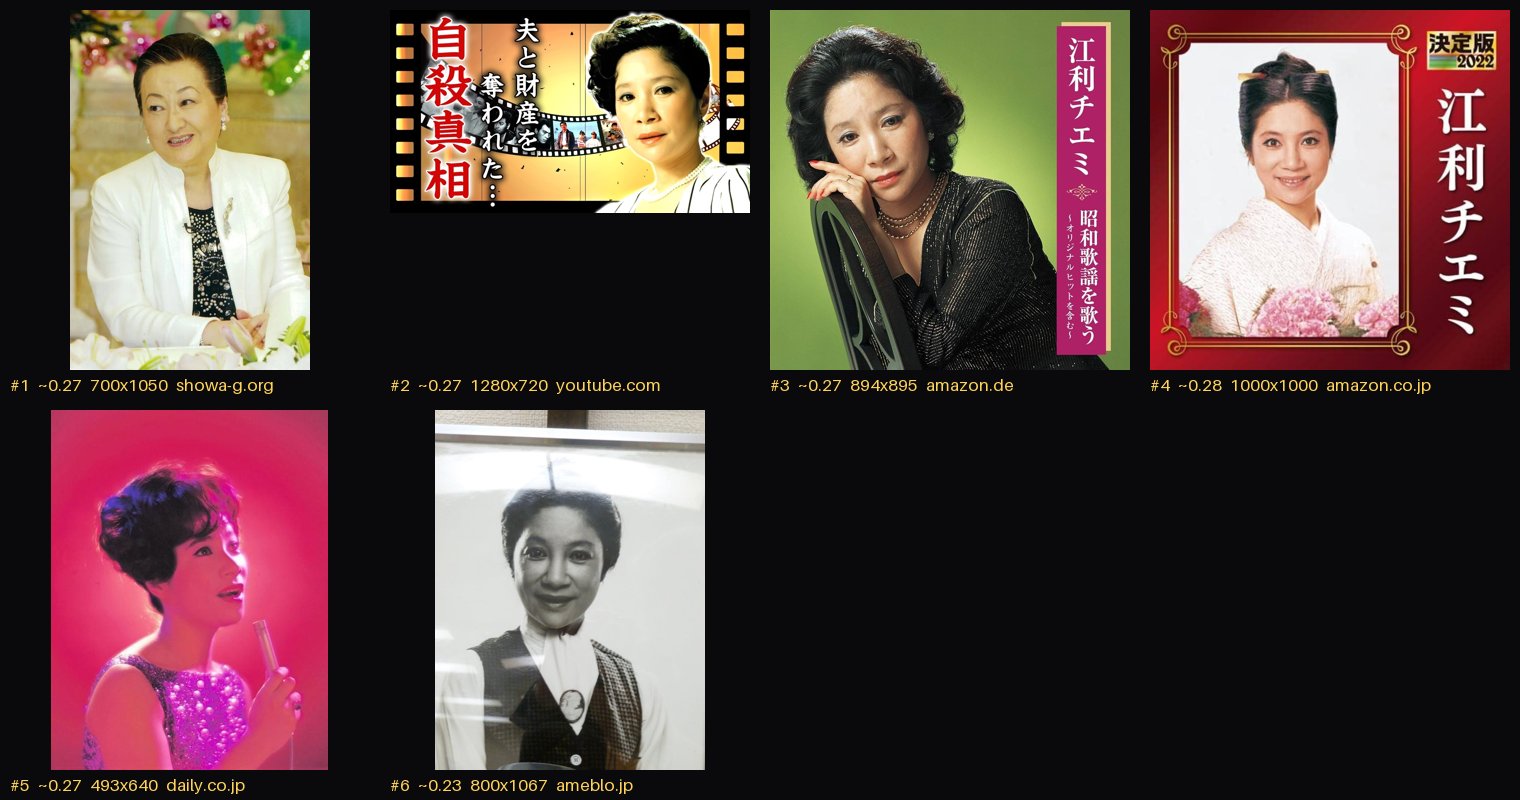 自殺真相
夫と財産を
奪われた…
江利チエミ
昭和歌謡を歌う
~オリジナルヒットを含む~
決定版
2022
江利チエミ
#1 ~0.27 700x1050 showa-g.org
#2 ~0.27 1280x720 youtube.com
#3 ~0.27 894x895 amazon.de
#4 ~0.28 1000x1000 amazon.co.jp
#5 ~0.27 493x640 daily.co.jp
#6 ~0.23 800x1067 ameblo.jp